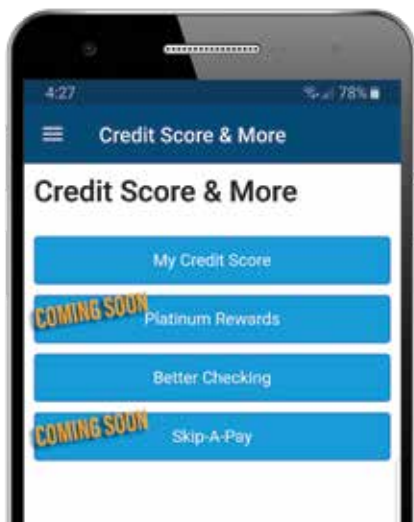 4:27 78%
Credit Score & More
Credit Score & More
My Credit Score
COMING SOON
Platinum Rewards
Better Checking
COMING SOON
Skip-A-Pay